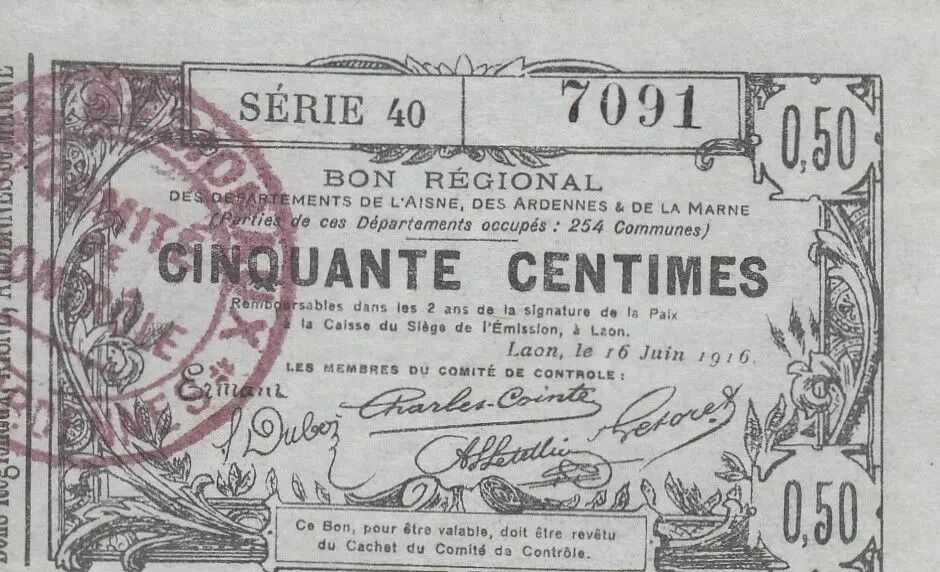 SÉRIE 40
7091
0,50
BON RÉGIONAL
DES DÉPARTEMENTS DE L'AISNE, DES ARDENNES & DE LA MARNE
(Parties de ces Départements occupés : 254 Communes)
CINQUANTE CENTIMES
Remboursables dans les 2 ans de la signature de la Paix
à la Caisse du Siège de l'Émission, à Laon.
Laon, le 16 Juin 1916.
LES MEMBRES DU COMITÉ DE CONTROLE :
Ermant
Charles-Cointe
Dubois
0,50
Ce Bon, pour être valable, doit être revêtu
du Cachet du Comité de Contrôle.